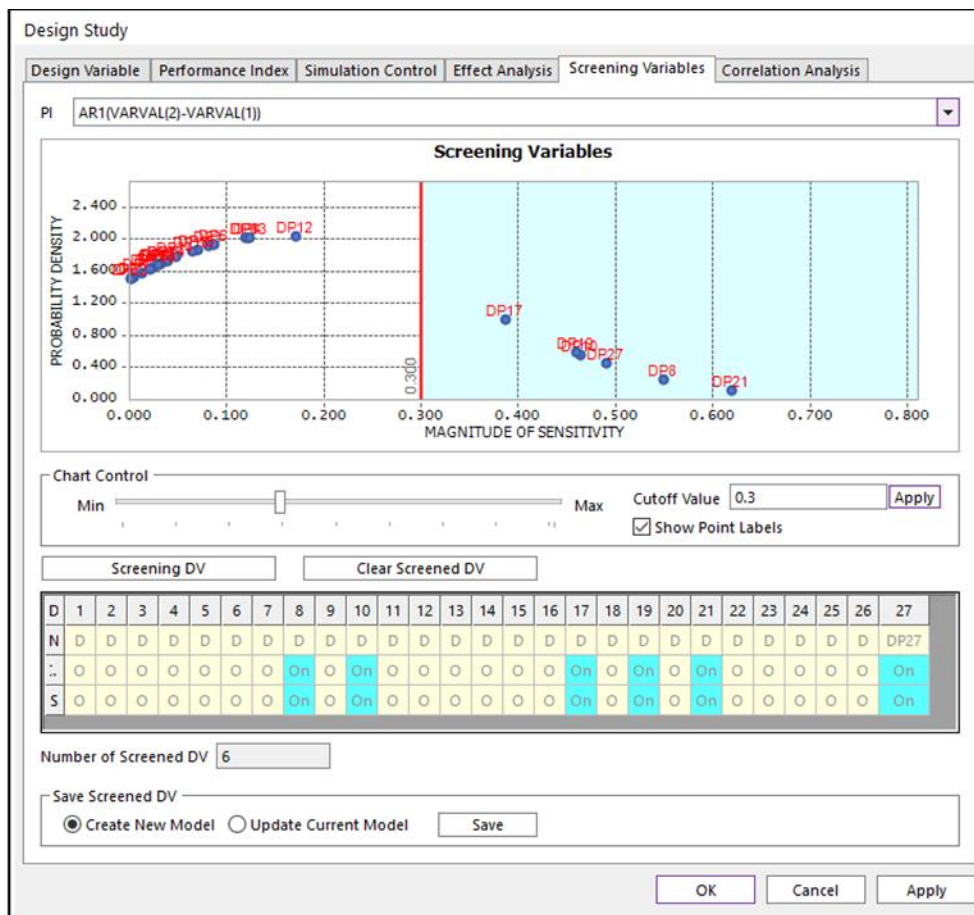 Design Study
Design Variable Performance Index Simulation Control Effect Analysis Screening Variables Correlation Analysis
PI AR1(VARVAL(2)-VARVAL(1))
Screening Variables
PROBABILITY DENSITY
2.400
2.000
1.600
1.200
0.800
0.400
0.000
DP12
DP17
DP19
DP27
DP8
DP21
0.300
0.000 0.100 0.200 0.300 0.400 0.500 0.600 0.700 0.800
MAGNITUDE OF SENSITIVITY
Chart Control
Min Max Cutoff Value 0.3 Apply
Show Point Labels
Screening DV Clear Screened DV
D 1 2 3 4 5 6 7 8 9 10 11 12 13 14 15 16 17 18 19 20 21 22 23 24 25 26 27
N D D D D D D D D D D D D D D D D D D D D D D D D D D DP27
O O O O O O O On O On O O O O O O On O On O On O O O O O On
S O O O O O O O On O On O O O O O O On O On O On O O O O O On
Number of Screened DV 6
Save Screened DV
Create New Model Update Current Model Save
OK Cancel Apply